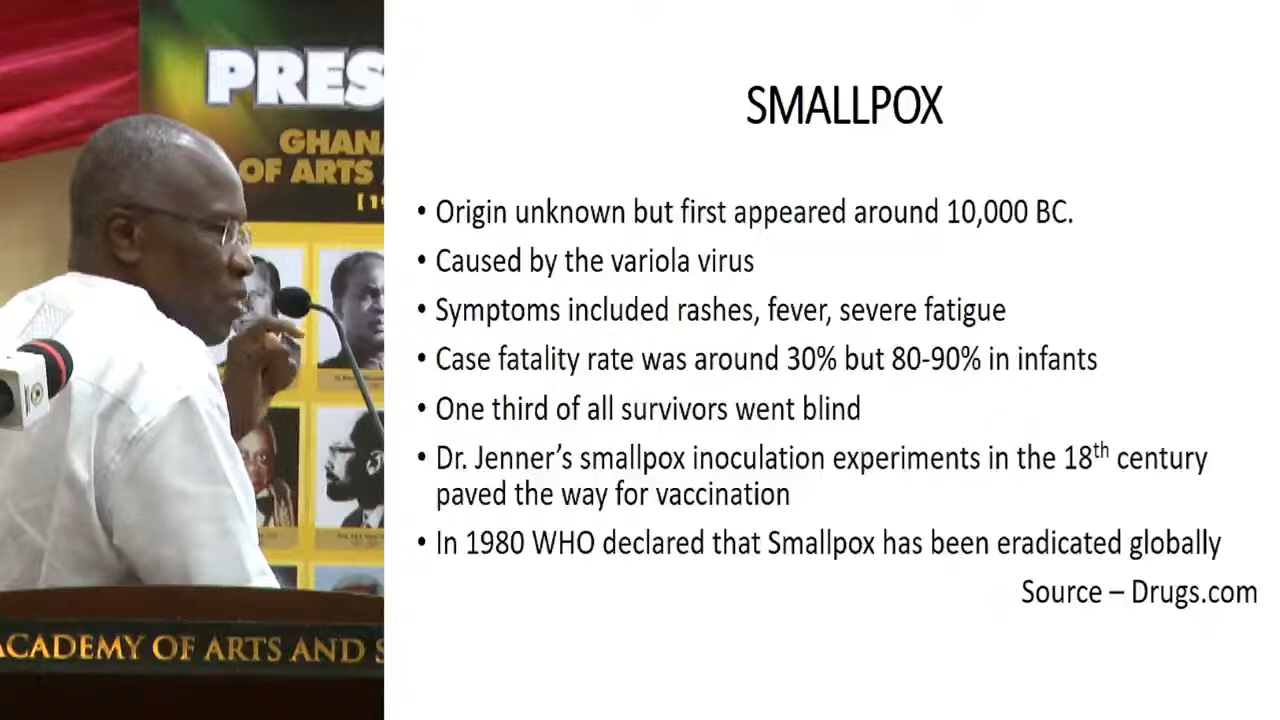 PRES
GHANA
OF ARTS
[19
ACADEMY OF ARTS AND S
SMALLPOX
• Origin unknown but first appeared around 10,000 BC.
• Caused by the variola virus
• Symptoms included rashes, fever, severe fatigue
• Case fatality rate was around 30% but 80-90% in infants
• One third of all survivors went blind
• Dr. Jenner’s smallpox inoculation experiments in the 18th century
paved the way for vaccination
• In 1980 WHO declared that Smallpox has been eradicated globally
Source – Drugs.com